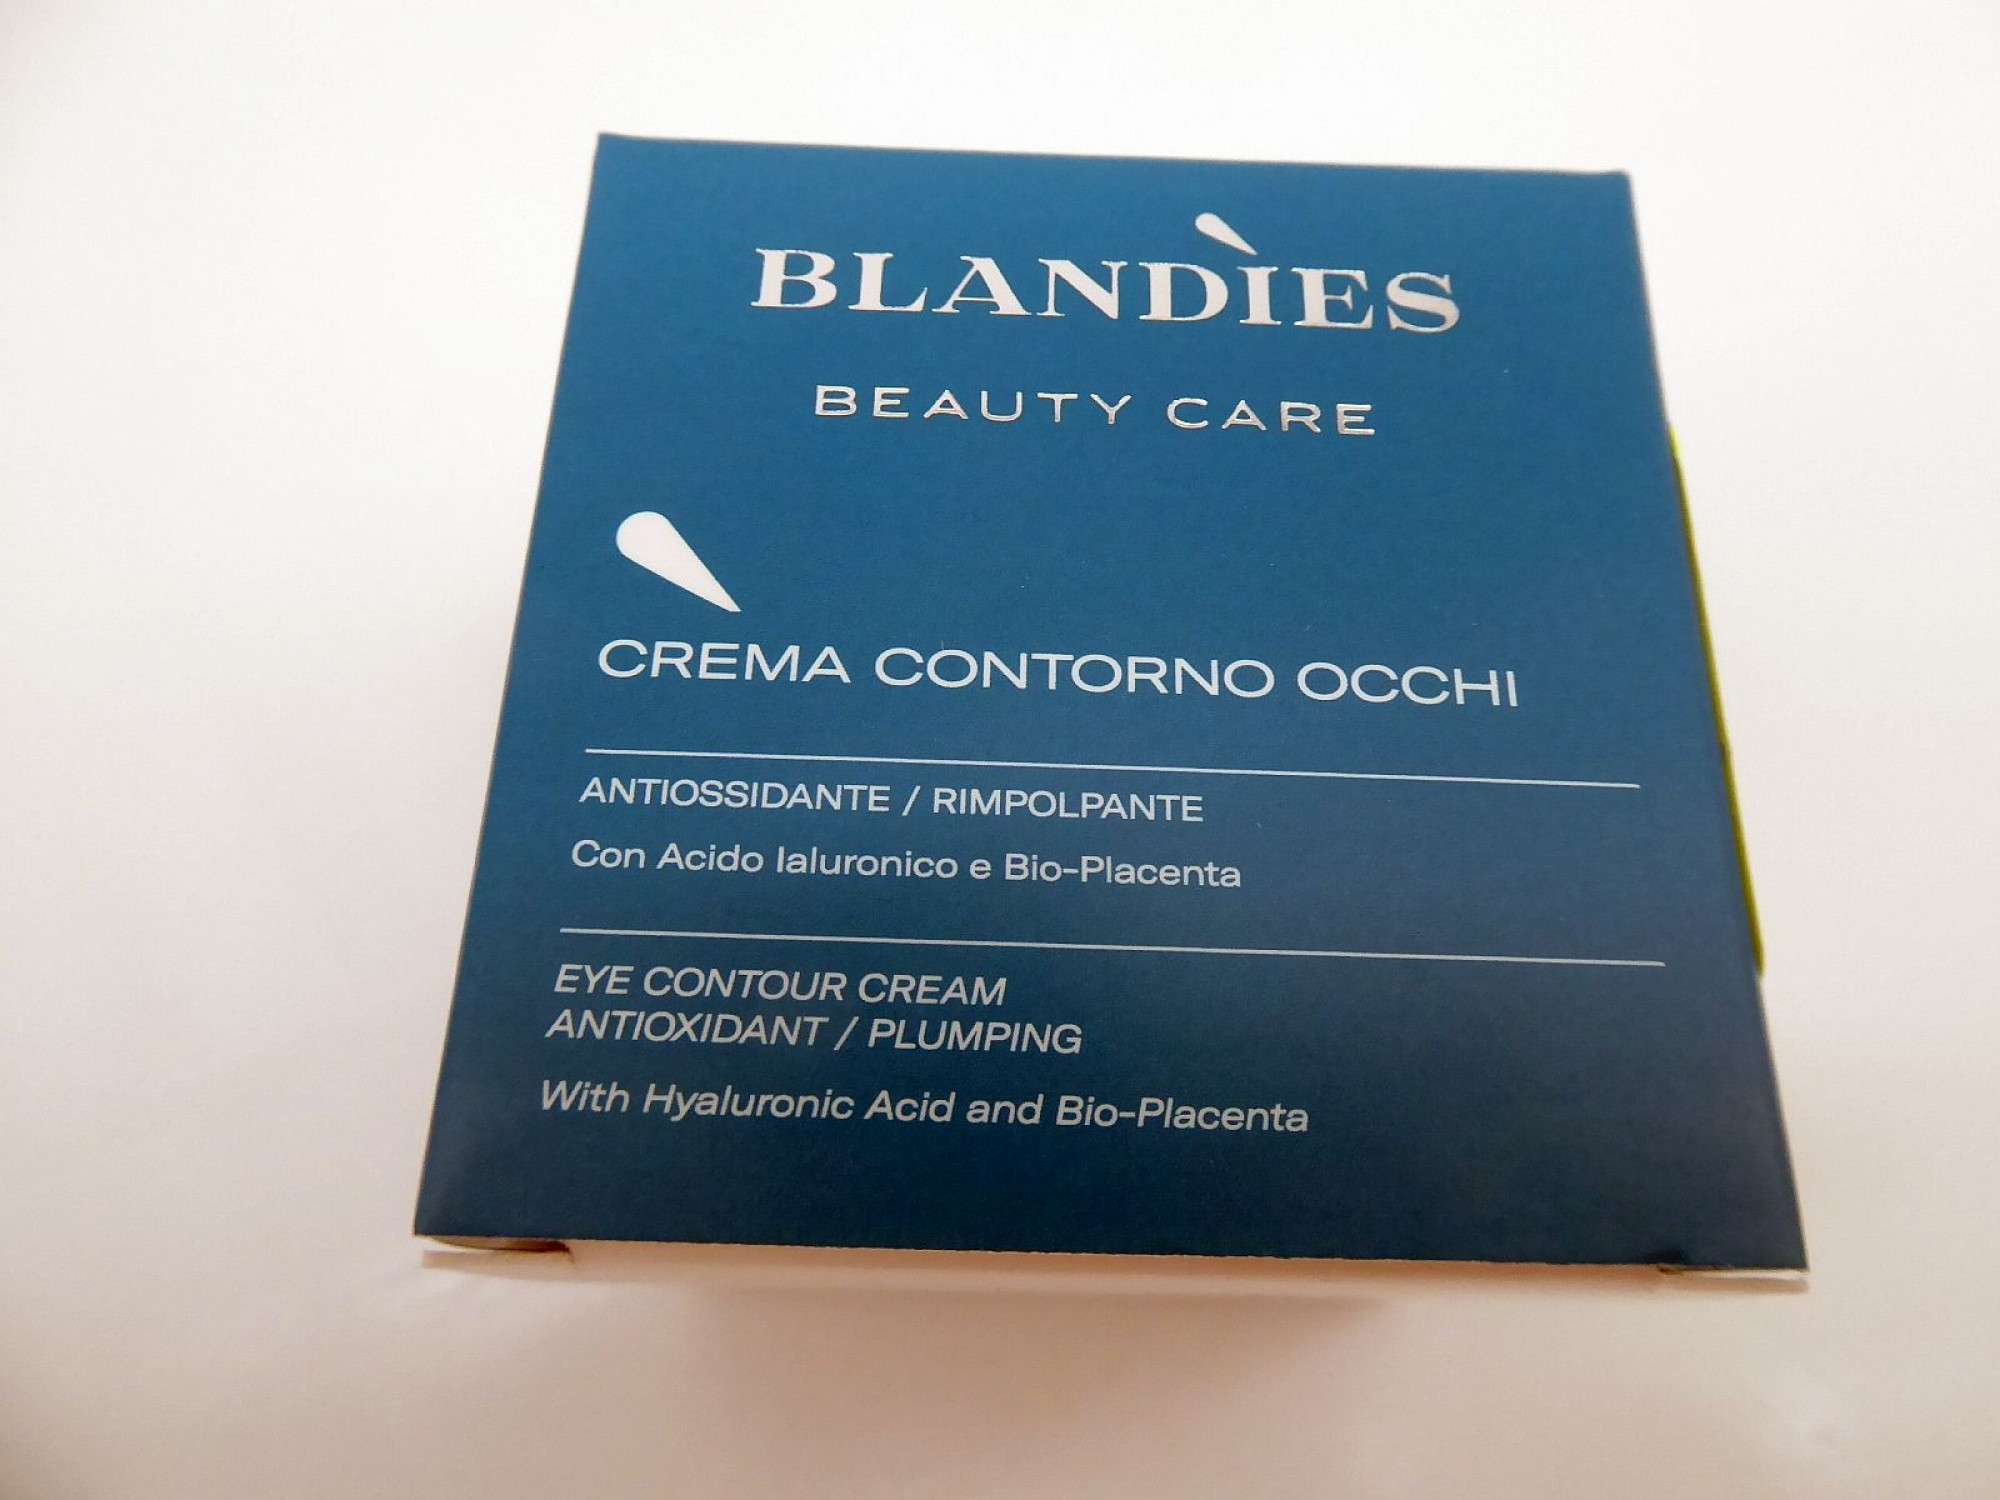 BLANDÌES
BEAUTY CARE
CREMA CONTORNO OCCHI
ANTIOSSIDANTE / RIMPOLPANTE
Con Acido Ialuronico e Bio-Placenta
EYE CONTOUR CREAM
ANTIOXIDANT / PLUMPING
With Hyaluronic Acid and Bio-Placenta